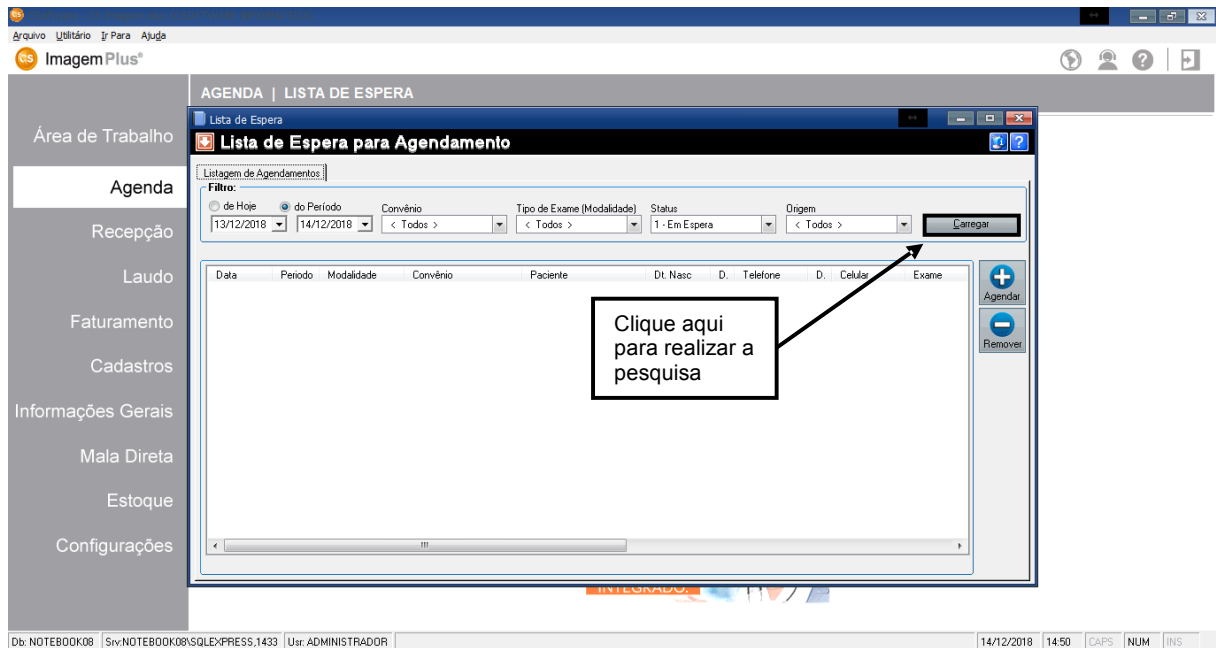 Arquivo Utilitário Ir Para Ajuda
cs ImagemPlus®
AGENDA | LISTA DE ESPERA
Área de Trabalho
Agenda
Recepção
Laudo
Faturamento
Cadastros
Informações Gerais
Mala Direta
Estoque
Configurações
Lista de Espera
Lista de Espera para Agendamento
Listagem de Agendamentos
Filtro:
de Hoje do Período Convênio Tipo de Exame (Modalidade) Status Origem
13/12/2018 14/12/2018 < Todos > < Todos > 1 - Em Espera < Todos > Carregar
Data Periodo Modalidade Convênio Paciente Dt. Nasc D. Telefone D. Celular Exame
Agendar
Remover
Clique aqui
para realizar a
pesquisa
INTEGRADO.
Db: NOTEBOOK08 Srv:NOTEBOOK08\SQLEXPRESS,1433 Usr: ADMINISTRADOR 14/12/2018 14:50 CAPS NUM INS